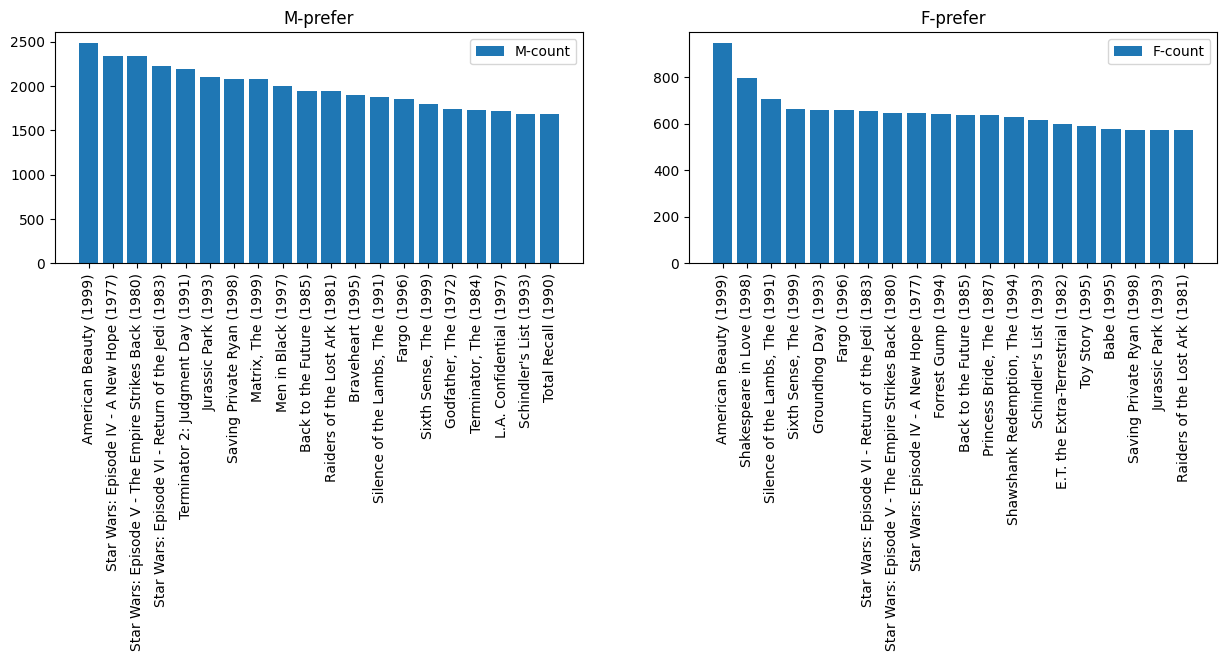 M-prefer
M-count
2500
2000
1500
1000
500
0
American Beauty (1999)
Star Wars: Episode IV - A New Hope (1977)
Star Wars: Episode V - The Empire Strikes Back (1980)
Star Wars: Episode VI - Return of the Jedi (1983)
Terminator 2: Judgment Day (1991)
Jurassic Park (1993)
Saving Private Ryan (1998)
Matrix, The (1999
Men in Black (1997)
Back to the Future (1985)
Raiders of the Lost Ark (1981)
Braveheart (1995)
Silence of the Lambs, The (1991)
Fargo (1996)
Sixth Sense, The (1999)
Godfather, The (1972)
Terminator, The (1984)
L.A. Confidential (1997)
Schindler's List (1993)
Total Recall (1990)
F-prefer
F-count
800
600
400
200
0
American Beauty (1999)
Shakespeare in Love (1998)
Silence of the Lambs, The (1991)
Sixth Sense, The (1999)
Groundhog Day (1993)
Fargo (1996)
Star Wars: Episode VI - Return of the Jedi (1983)
Star Wars: Episode V - The Empire Strikes Back (1980)
Star Wars: Episode IV - A New Hope (1977)
Forrest Gump (1994)
Back to the Future (1985)
Princess Bride, The (1987)
Shawshank Redemption, The (1994)
Schindler's List (1993)
E.T. the Extra-Terrestrial (1982)
Toy Story (1995)
Babe (1995)
Saving Private Ryan (1998)
Jurassic Park (1993)
Raiders of the Lost Ark (1981)